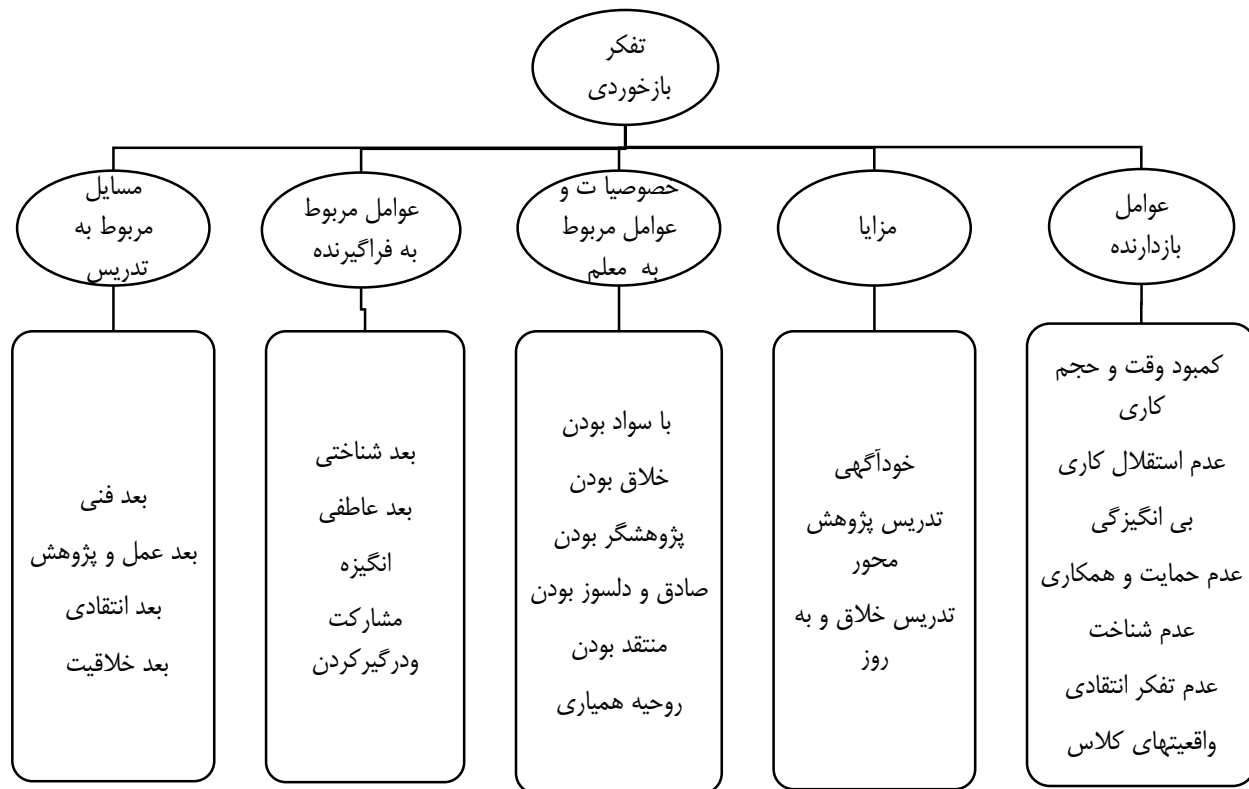 تفکر
بازخوردی
عوامل
بازدارنده
مزایا
خصوصیا ت و
عوامل مربوط
به معلم
عوامل مربوط
به فراگیرنده
مسایل
مربوط به
تدریس
کمبود وقت و حجم
کاری
عدم استقلال کاری
بی انگیزگی
عدم حمایت و همکاری
عدم شناخت
عدم تفکر انتقادی
واقعیتهای کلاس
خودآگهی
تدریس پژوهش
محور
تدریس خلاق و به
روز
با سواد بودن
خلاق بودن
پژوهشگر بودن
صادق و دلسوز بودن
منتقد بودن
روحیه همیاری
بعد شناختی
بعد عاطفی
انگیزه
مشارکت
ودرگیرکردن
بعد فنی
بعد عمل و پژوهش
بعد انتقادی
بعد خلاقیت